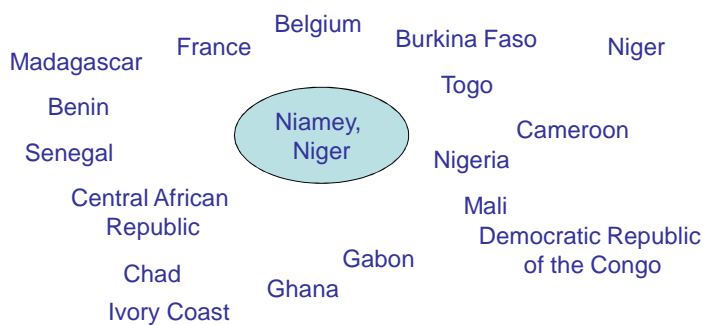 Belgium
Burkina Faso
France
Niger
Madagascar
Togo
Benin
Niamey,
Niger
Cameroon
Senegal
Nigeria
Central African
Republic
Mali
Democratic Republic
of the Congo
Gabon
Chad
Ghana
Ivory Coast